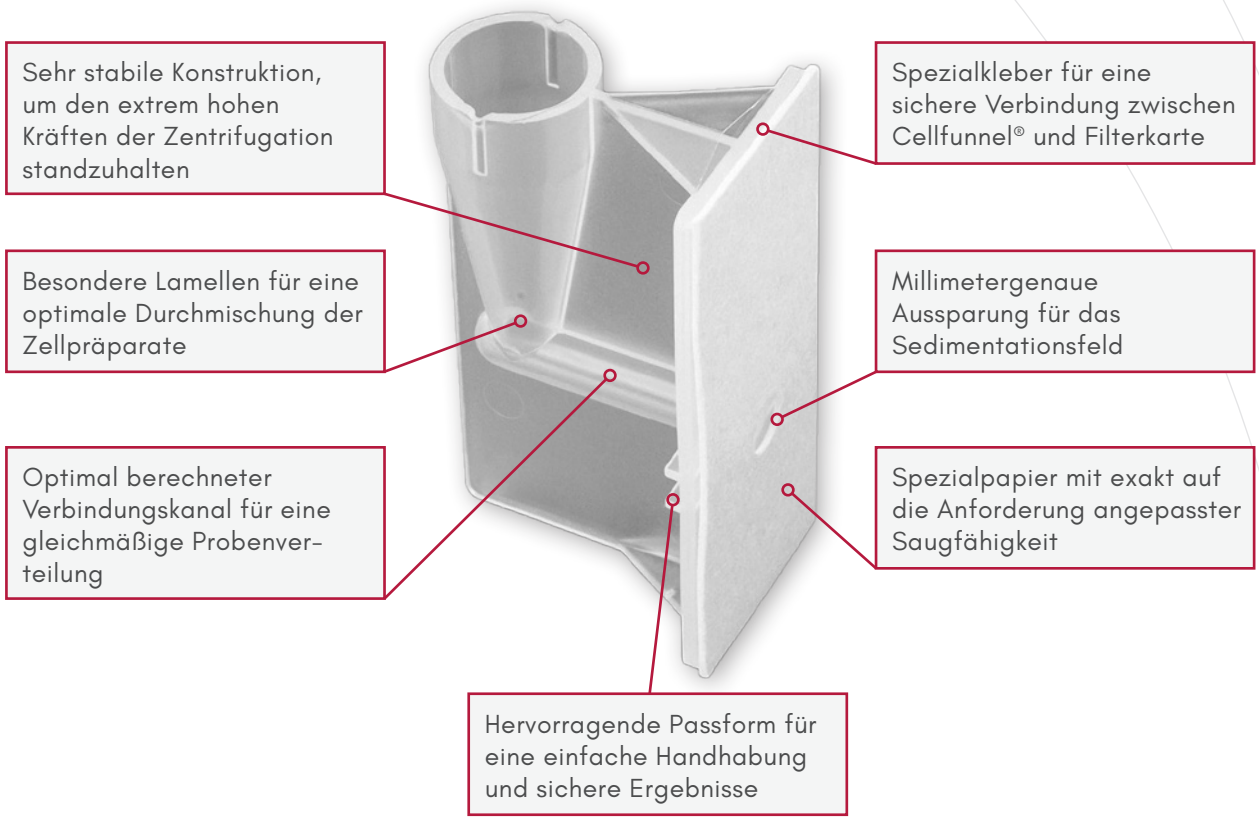 Sehr stabile Konstruktion,
um den extrem hohen
Kräften der Zentrifugation
standzuhalten
Besondere Lamellen für eine
optimale Durchmischung der
Zellpräparate
Optimal berechneter
Verbindungskanal für eine
gleichmäßige Probenver-
teilung
Spezialkleber für eine
sichere Verbindung zwischen
Cellfunnel® und Filterkarte
Millimetergenaue
Aussparung für das
Sedimentationsfeld
Spezialpapier mit exakt auf
die Anforderung angepasster
Saugfähigkeit
Hervorragende Passform für
eine einfache Handhabung
und sichere Ergebnisse